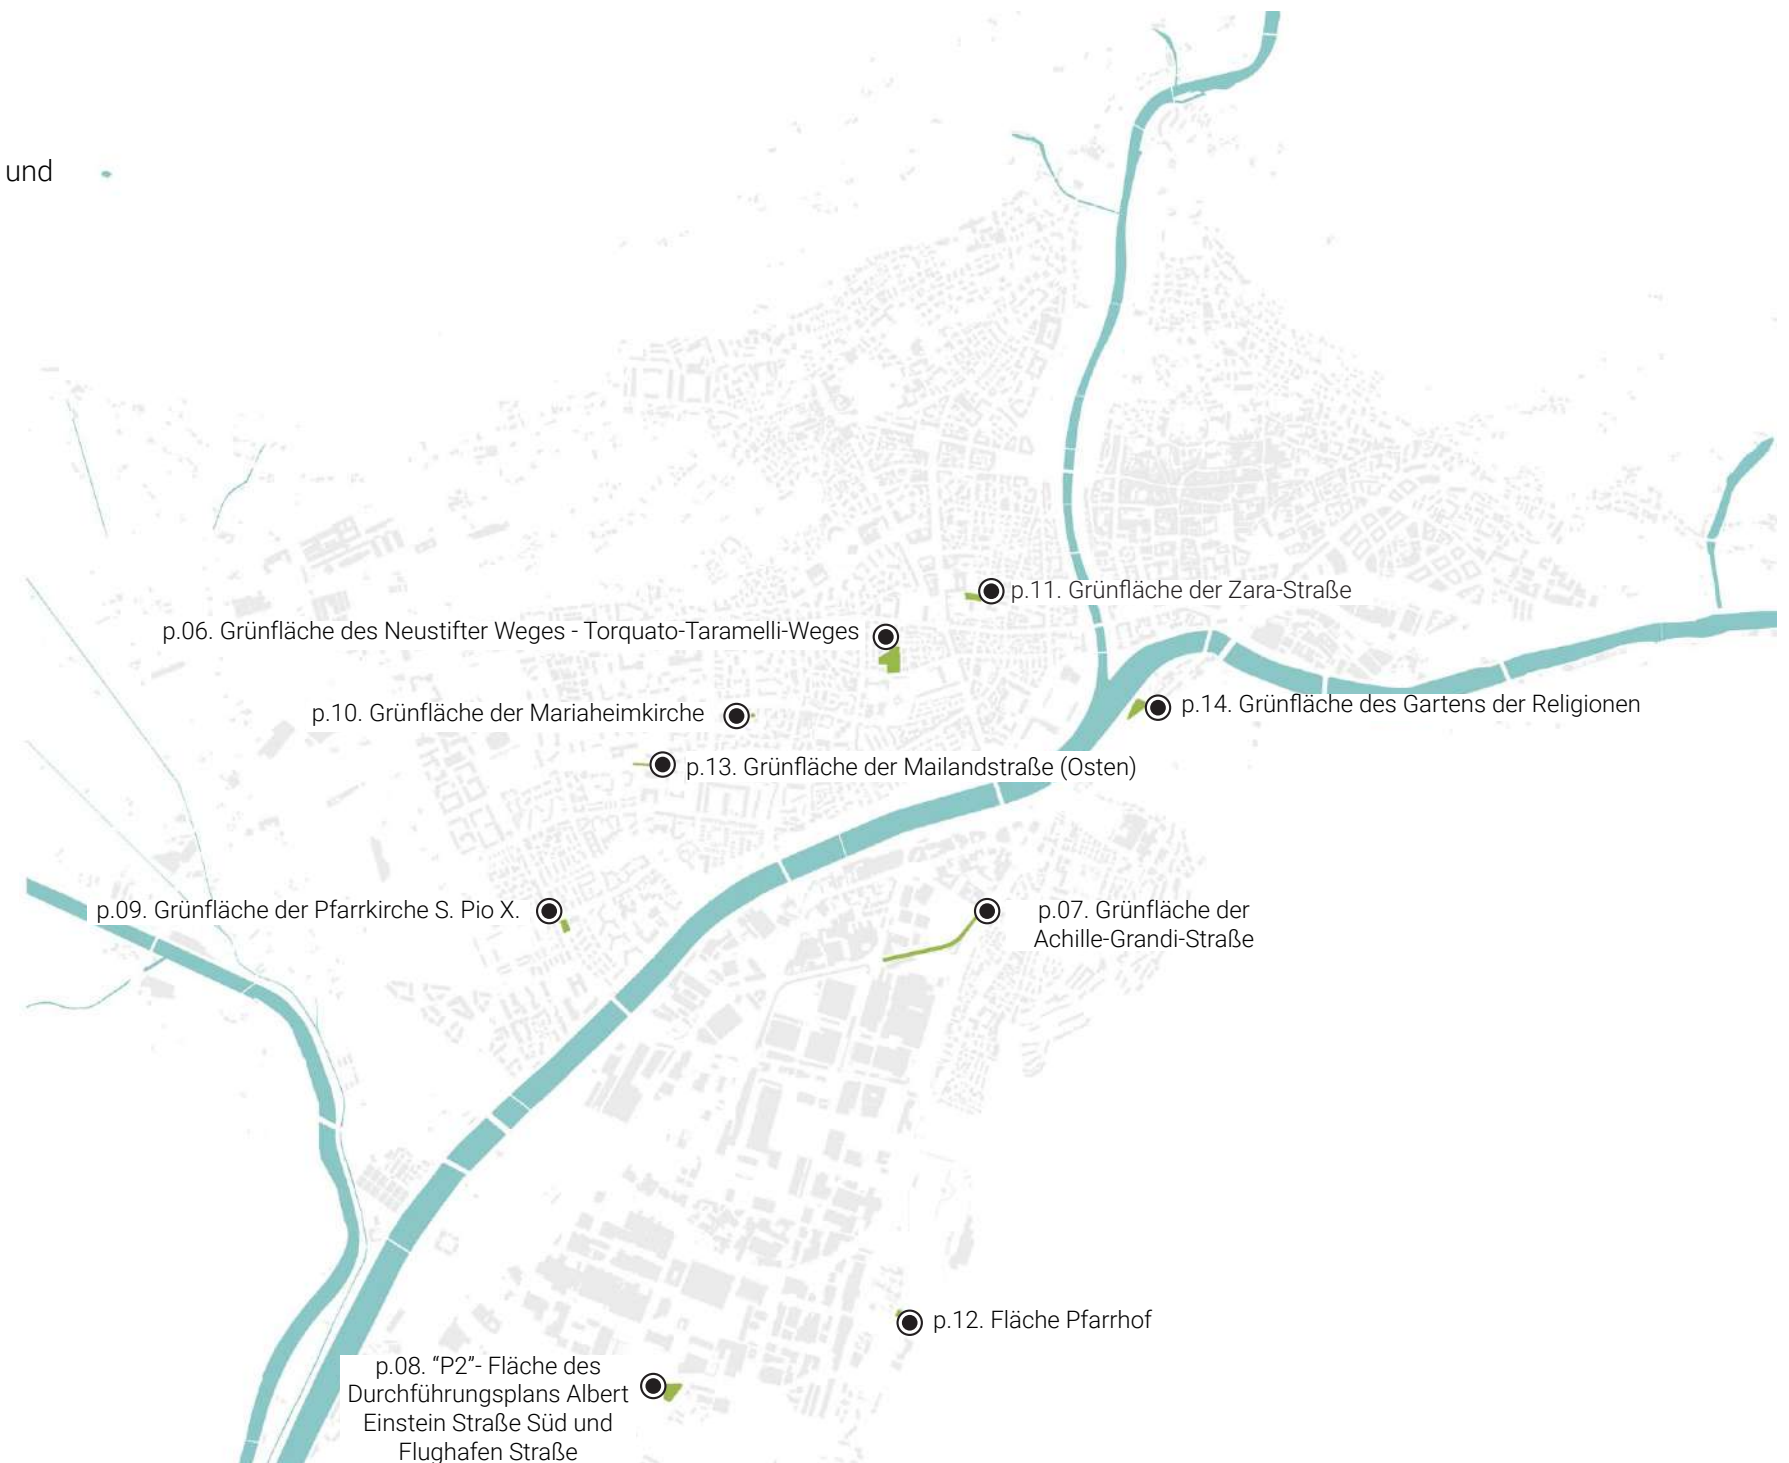 und
p.11. Grünfläche der Zara-Straße
p.06. Grünfläche des Neustifter Weges - Torquato-Taramelli-Weges
p.14. Grünfläche des Gartens der Religionen
p.10. Grünfläche der Mariaheimkirche
p.13. Grünfläche der Mailandstraße (Osten)
p.09. Grünfläche der Pfarrkirche S. Pio X.
p.07. Grünfläche der
Achille-Grandi-Straße
p.12. Fläche Pfarrhof
p.08. “P2”- Fläche des
Durchführungsplans Albert
Einstein Straße Süd und
Flughafen Straße